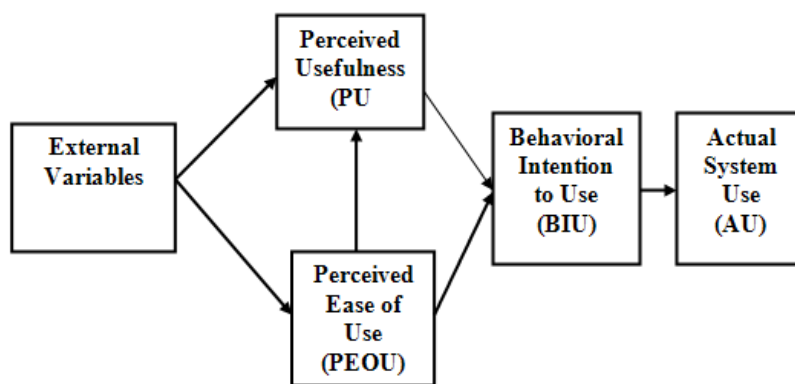 Perceived
Usefulness
(PU
External
Variables
Behavioral
Intention
to Use
(BIU)
Actual
System
Use
(AU)
Perceived
Ease of
Use
(PEOU)